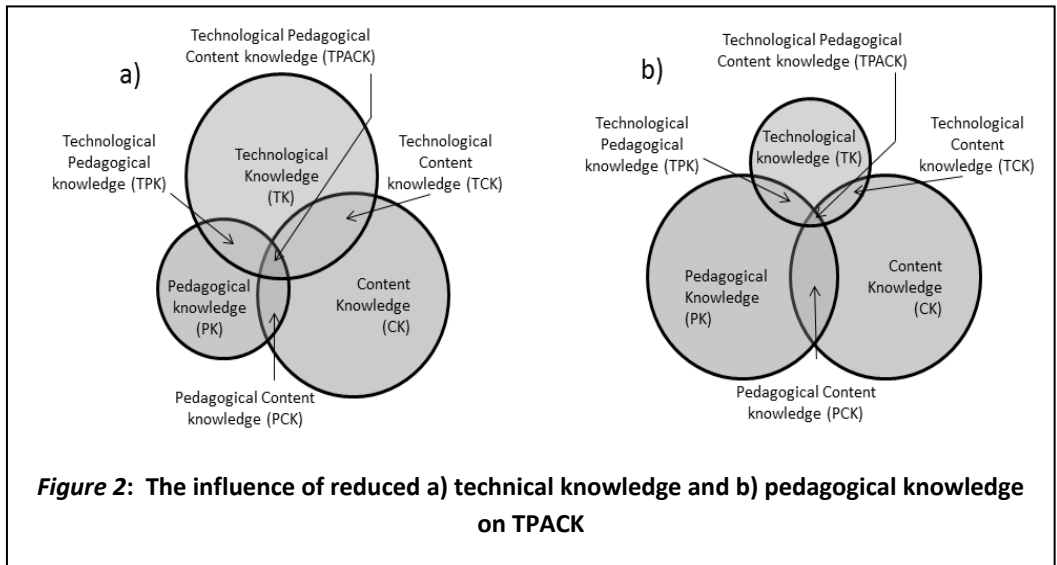 a)
Technological Pedagogical
Content knowledge (TPACK)
Technological
Pedagogical
knowledge (TPK)
Technological
Content
knowledge (TCK)
Technological
Knowledge
(TK)
Pedagogical
knowledge
(PK)
Content
Knowledge
(CK)
Pedagogical Content
knowledge (PCK)
b)
Technological Pedagogical
Content knowledge (TPACK)
Technological
Pedagogical
knowledge (TPK)
Technological
knowledge (TK)
Technological
Content
knowledge (TCK)
Pedagogical
Knowledge
(PK)
Content
Knowledge
(CK)
Pedagogical Content
knowledge (PCK)
Figure 2: The influence of reduced a) technical knowledge and b) pedagogical knowledge
on TPACK